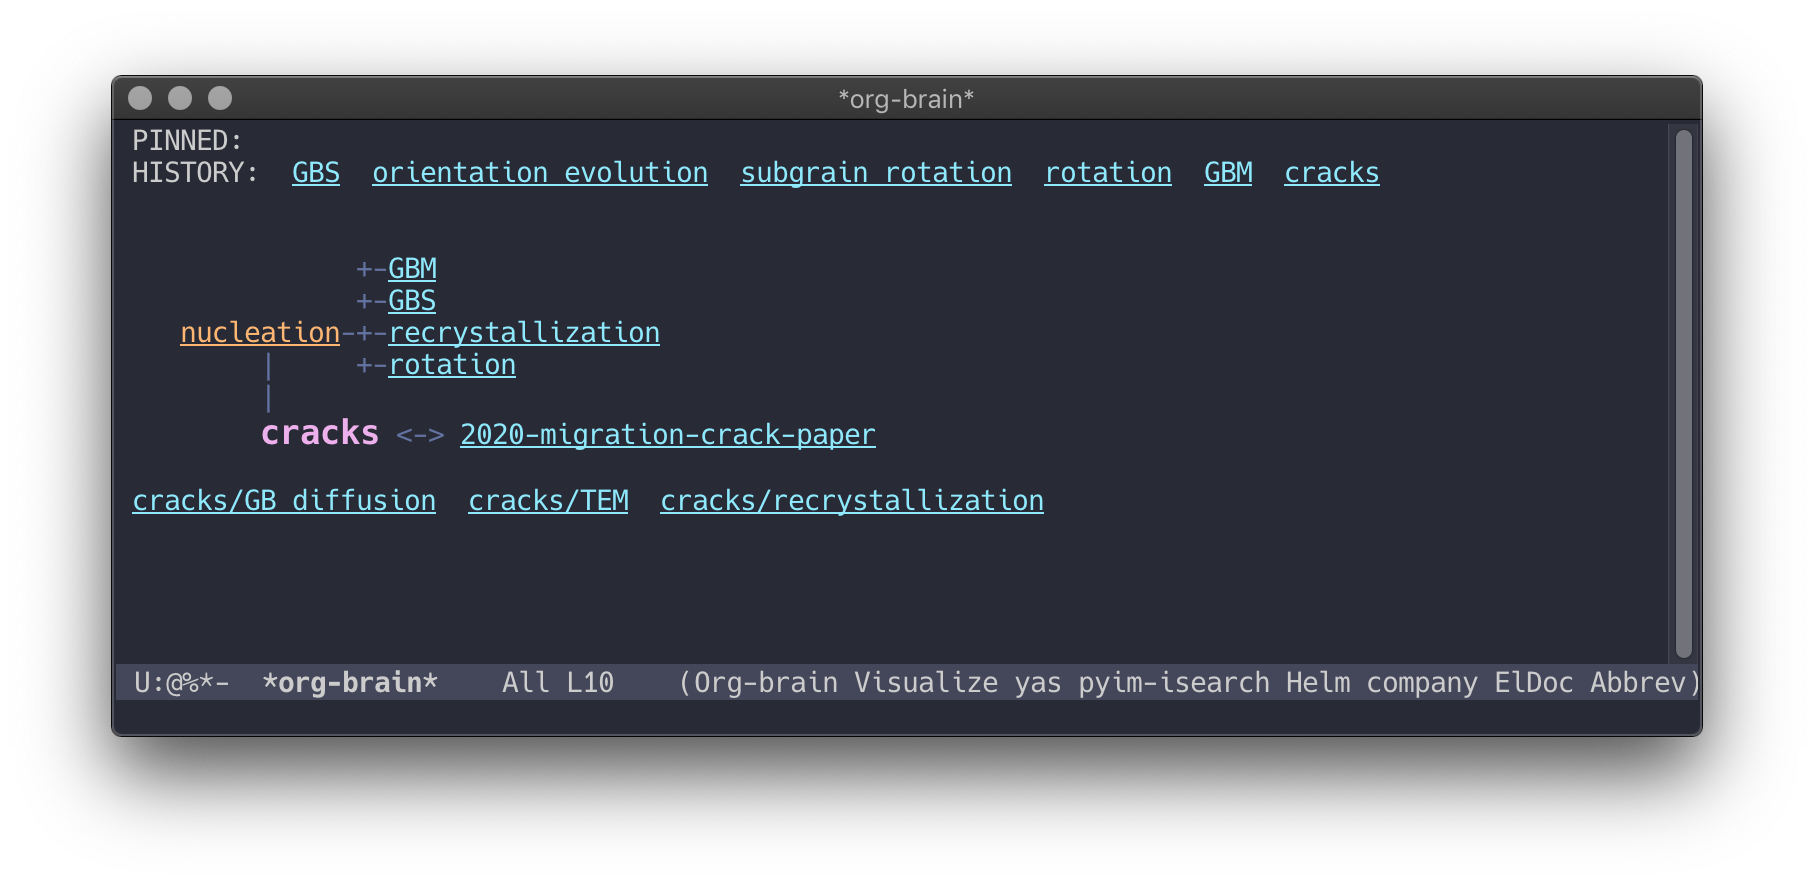 *org-brain*
PINNED:
HISTORY:  GBS  orientation evolution  subgrain rotation  rotation  GBM  cracks
+-GBM
+-GBS
nucleation-+-recrystallization
|     +-rotation
|
cracks <-> 2020-migration-crack-paper
cracks/GB diffusion  cracks/TEM  cracks/recrystallization
U:@%*-  *org-brain*    All L10    (Org-brain Visualize yas pyim-isearch Helm company ElDoc Abbrev)